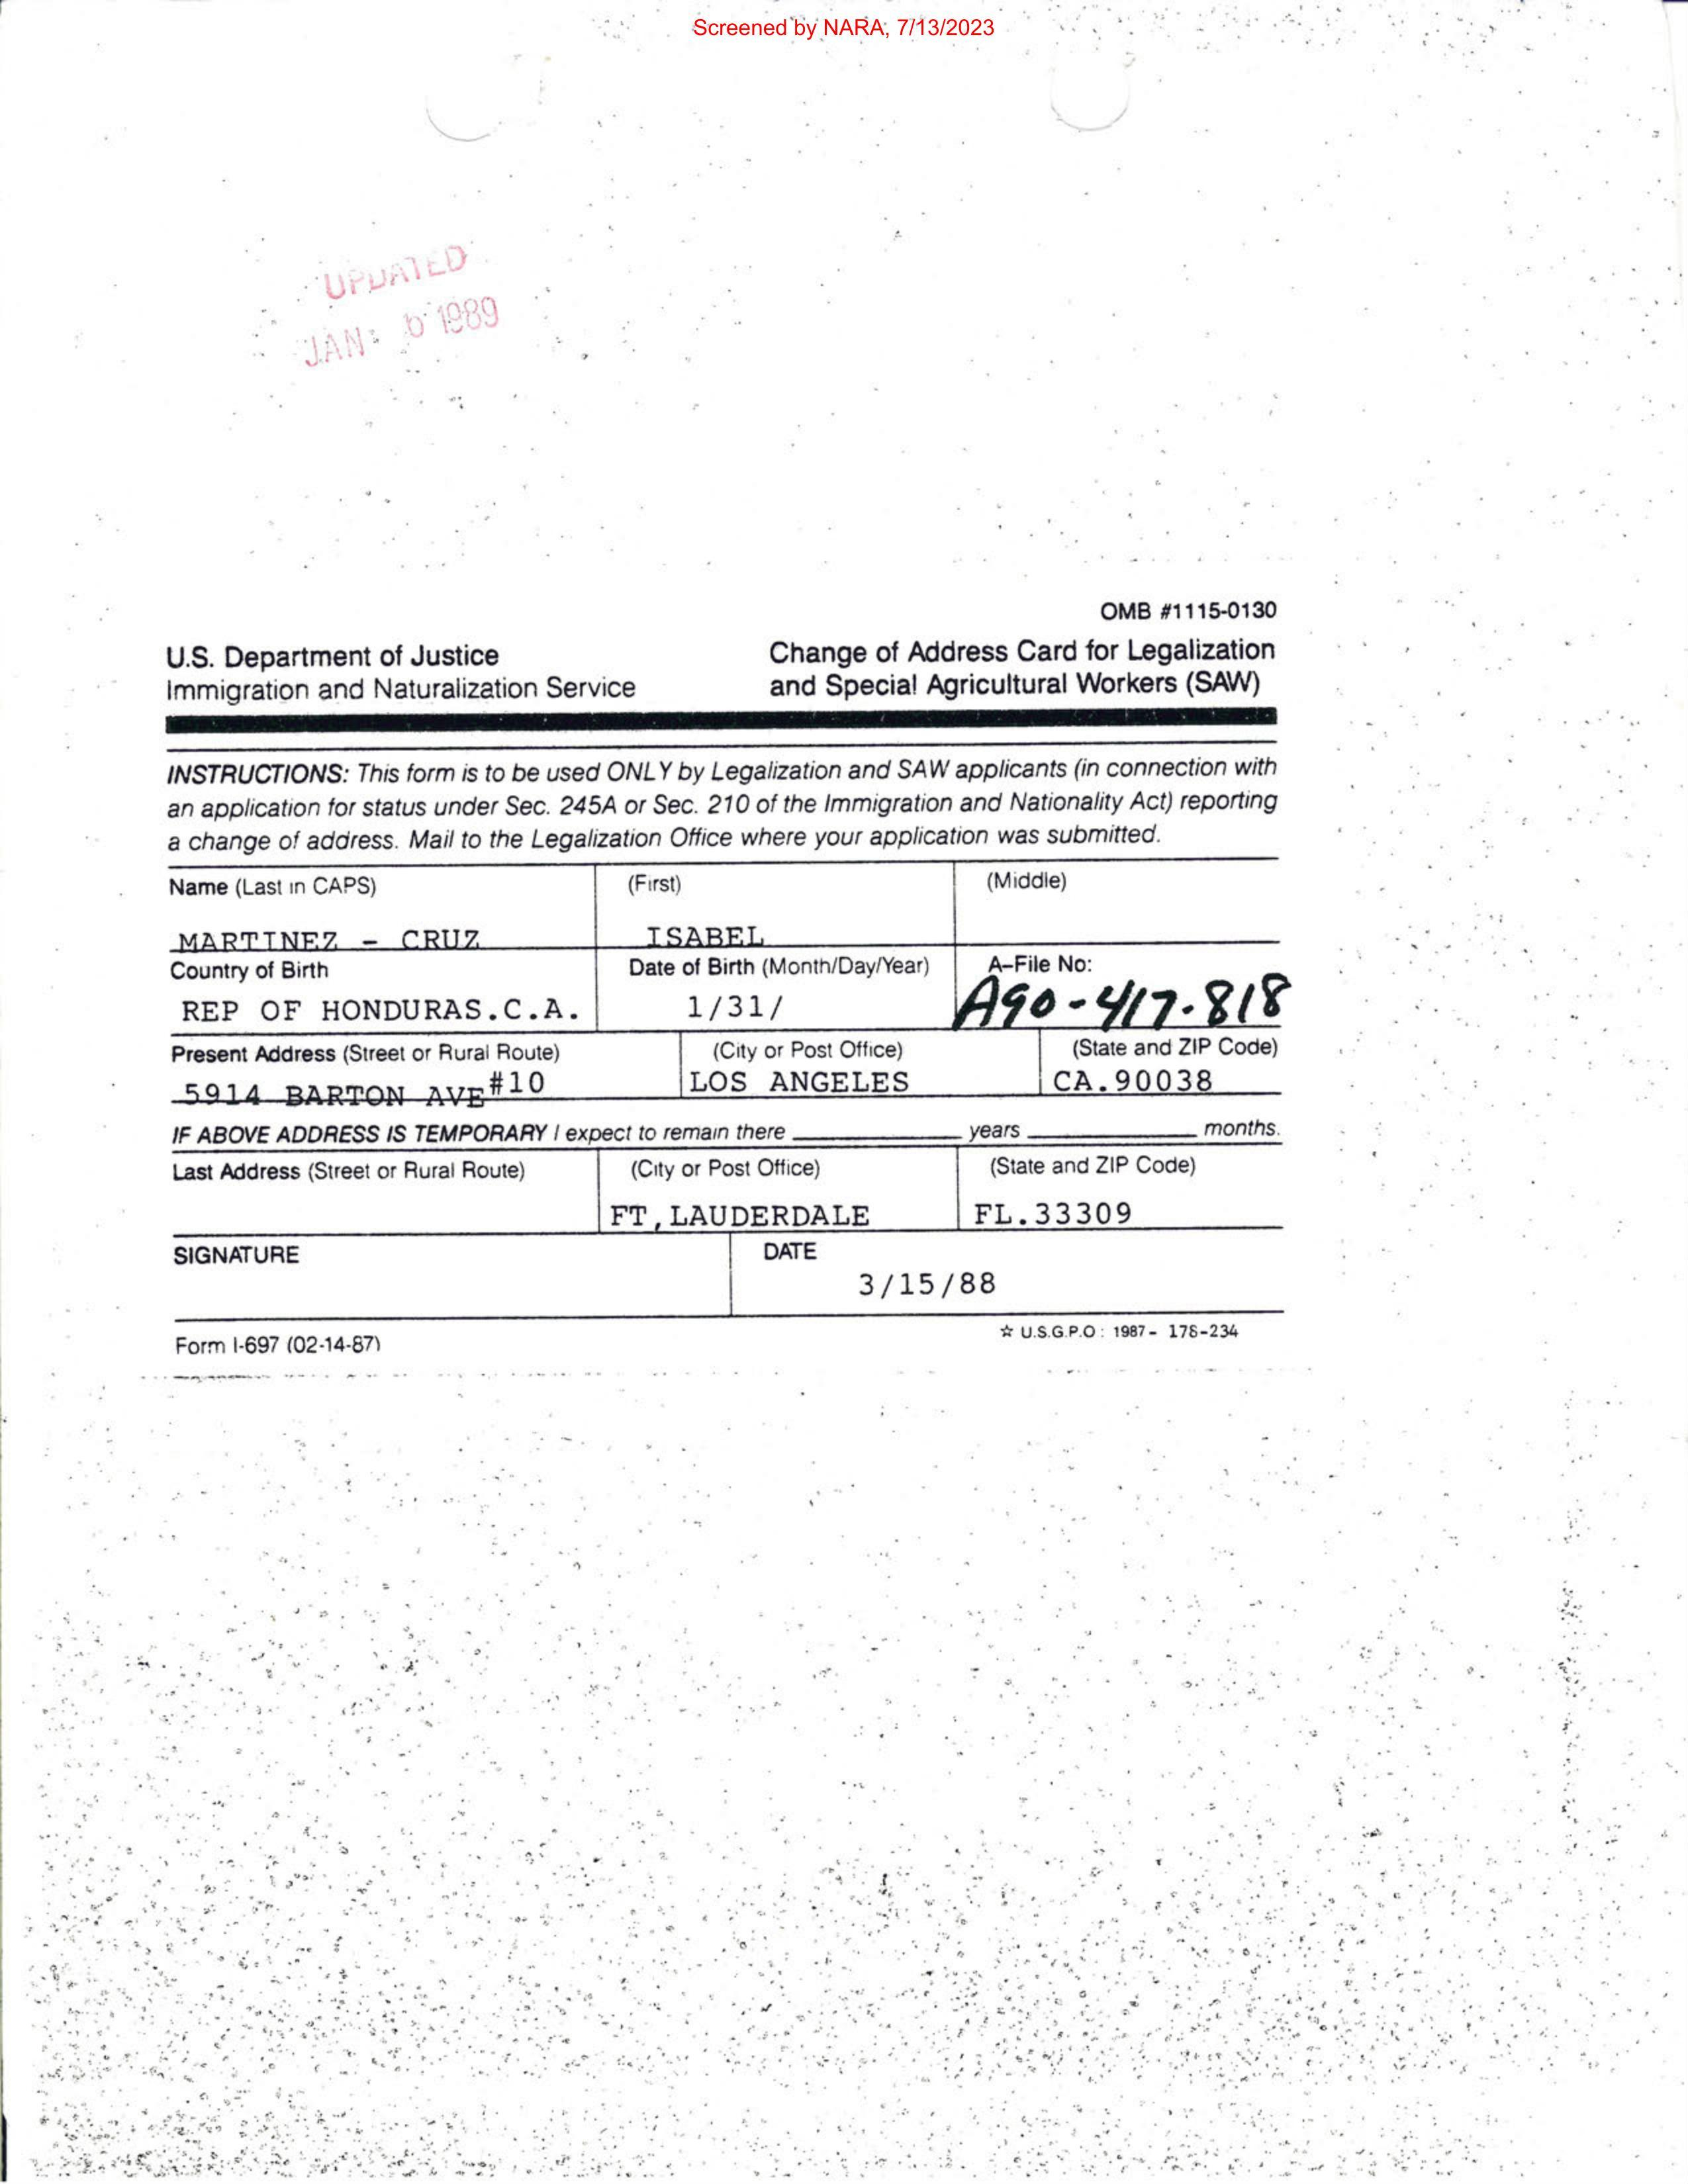 Screened by NARA, 7/13/2023
UPDATED
JAN 6 1989
OMB #1115-0130
U.S. Department of Justice
Immigration and Naturalization Service
Change of Address Card for Legalization
and Special Agricultural Workers (SAW)
INSTRUCTIONS: This form is to be used ONLY by Legalization and SAW applicants (in connection with
an application for status under Sec. 245A or Sec. 210 of the Immigration and Nationality Act) reporting
a change of address. Mail to the Legalization Office where your application was submitted.
Name (Last in CAPS) (First) (Middle)
MARTINEZ - CRUZ ISABEL
Country of Birth Date of Birth (Month/Day/Year) A-File No:
REP OF HONDURAS.C.A. 1/31/ A90-417-818
Present Address (Street or Rural Route) (City or Post Office) (State and ZIP Code)
5914 BARTON AVE#10 LOS ANGELES CA.90038
IF ABOVE ADDRESS IS TEMPORARY I expect to remain there years months.
Last Address (Street or Rural Route) (City or Post Office) (State and ZIP Code)
FT, LAUDERDALE FL.33309
SIGNATURE DATE
3/15/88
Form I-697 (02-14-87) ☆ U.S.G.P.O: 1987- 178-234